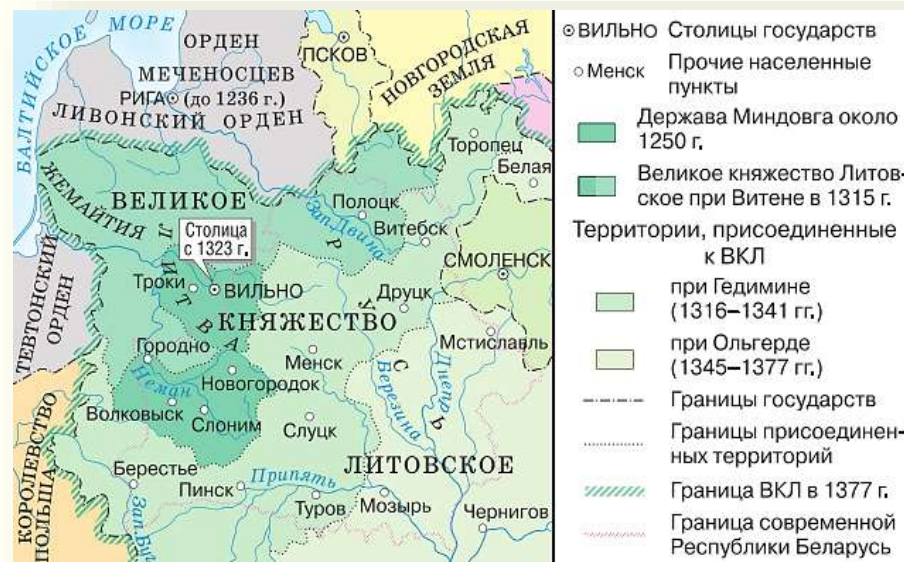 БАЛТИЙСКОЕ МОРЕ
ОРДЕН
МЕЧЕНОСЦЕВ
РИГА (до 1236 г.)
ЛИВОНСКИЙ ОРДЕН
ПСКОВ
НОВГОРОДСКАЯ
ЗЕМЛЯ
Торопец
Белая
ЖЕМАЙТИЯ
ВЕЛИКОЕ
Полоцк
Зап. Двина
Витебск
Столица
с 1323 г.
ЛИТВА
РУСЬ
СМОЛЕНСК
ТЕВТОНСКИЙ
ОРДЕН
Троки
ВИЛЬНО
Друцк
КНЯЖЕСТВО
Мстиславль
Городно
Менск
Неман
Новогородок
Березина
Днепр
Волковыск
Слоним
Слуцк
КОРОЛЕВСТВО
ПОЛЬША
ЛИТОВСКОЕ
Берестье
Припять
Пинск
Туров
Мозырь
Зап. Буг
Чернигов
ВИЛЬНО Столицы государств
Менск Прочие населенные
пункты
Держава Миндовга около
1250 г.
Великое княжество Литов-
ское при Витене в 1315 г.
Территории, присоединенные
к ВКЛ
при Гедимине
(1316–1341 гг.)
при Ольгерде
(1345–1377 гг.)
Границы государств
Границы присоединен-
ных территорий
Граница ВКЛ в 1377 г.
Граница современной
Республики Беларусь